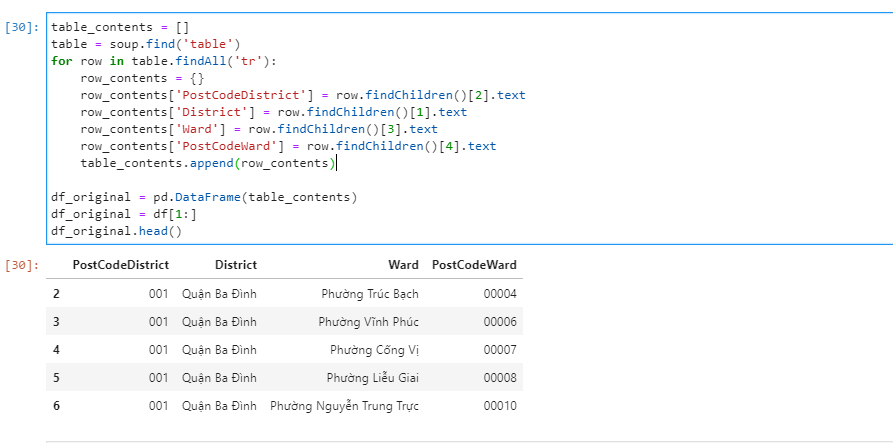 [30]: table_contents = []
table = soup.find('table')
for row in table.findAll('tr'):
    row_contents = {}
    row_contents['PostCodeDistrict'] = row.findChildren()[2].text
    row_contents['District'] = row.findChildren()[1].text
    row_contents['Ward'] = row.findChildren()[3].text
    row_contents['PostCodeWard'] = row.findChildren()[4].text
    table_contents.append(row_contents)
df_original = pd.DataFrame(table_contents)
df_original = df[1:]
df_original.head()
[30]: PostCodeDistrict District Ward PostCodeWard
2 001 Quận Ba Đình Phường Trúc Bạch 00004
3 001 Quận Ba Đình Phường Vĩnh Phúc 00006
4 001 Quận Ba Đình Phường Cống Vị 00007
5 001 Quận Ba Đình Phường Liễu Giai 00008
6 001 Quận Ba Đình Phường Nguyễn Trung Trực 00010